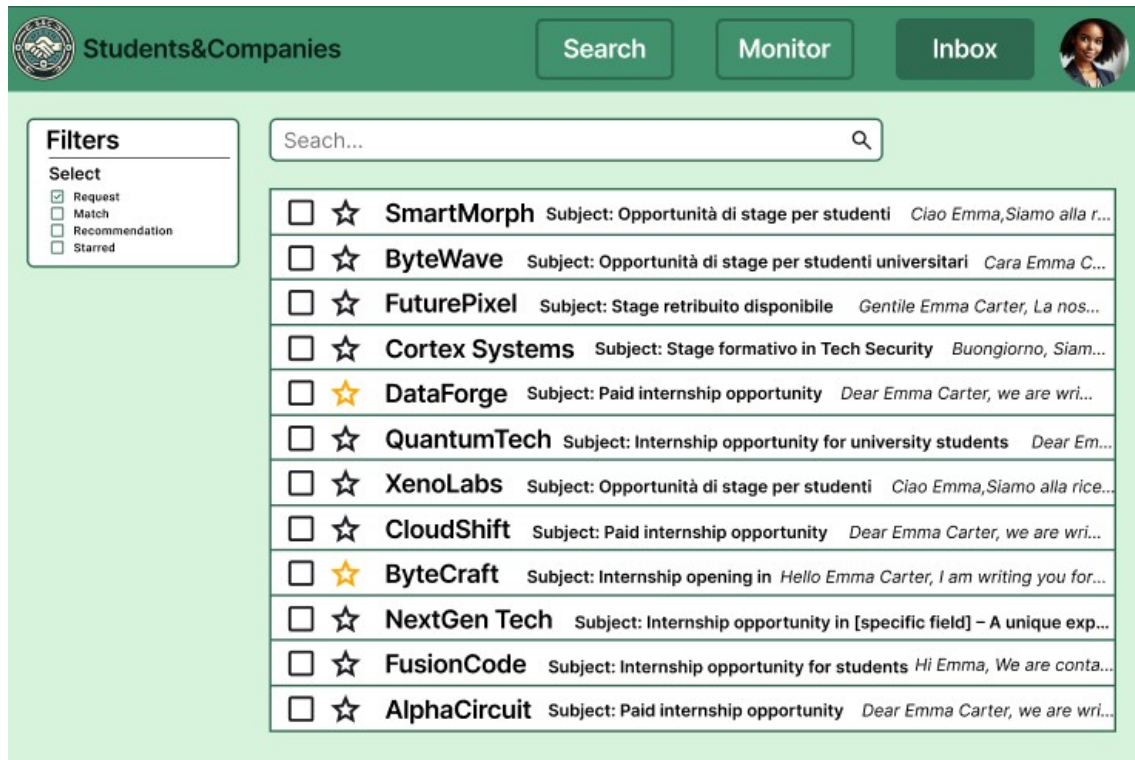 S&C
Students&Companies
Search
Monitor
Inbox
Filters
Select
Request
Match
Recommendation
Starred
Seach...
SmartMorph Subject: Opportunità di stage per studenti Ciao Emma,Siamo alla r...
ByteWave Subject: Opportunità di stage per studenti universitari Cara Emma C...
FuturePixel Subject: Stage retribuito disponibile Gentile Emma Carter, La nos...
Cortex Systems Subject: Stage formativo in Tech Security Buongiorno, Siam...
DataForge Subject: Paid internship opportunity Dear Emma Carter, we are wri...
QuantumTech Subject: Internship opportunity for university students Dear Em...
XenoLabs Subject: Opportunità di stage per studenti Ciao Emma,Siamo alla rice...
CloudShift Subject: Paid internship opportunity Dear Emma Carter, we are wri...
ByteCraft Subject: Internship opening in Hello Emma Carter, I am writing you for...
NextGen Tech Subject: Internship opportunity in [specific field] – A unique exp...
FusionCode Subject: Internship opportunity for students Hi Emma, We are conta...
AlphaCircuit Subject: Paid internship opportunity Dear Emma Carter, we are wri...